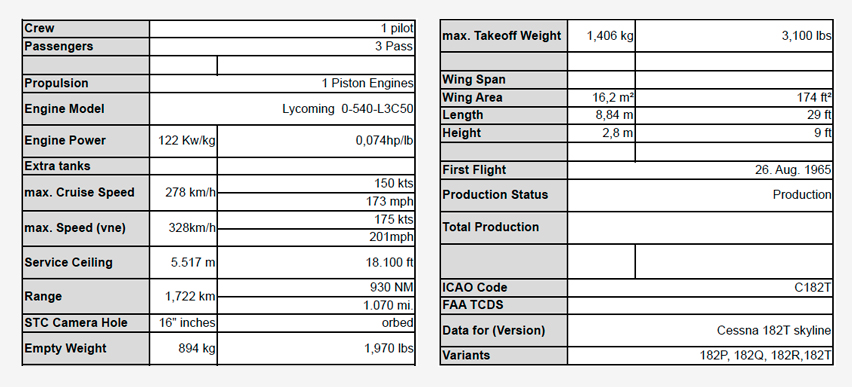 Crew 1 pilot
Passengers 3 Pass
Propulsion 1 Piston Engines
Engine Model Lycoming 0-540-L3C50
Engine Power 122 Kw/kg 0,074hp/lb
Extra tanks
max. Cruise Speed 278 km/h 150 kts
173 mph
max. Speed (vne) 328km/h 175 kts
201mph
Service Ceiling 5.517 m 18.100 ft
Range 1,722 km 930 NM
1.070 mi.
STC Camera Hole 16" inches orbed
Empty Weight 894 kg 1,970 lbs
max. Takeoff Weight 1,406 kg 3,100 lbs
Wing Span
Wing Area 16,2 m² 174 ft²
Length 8,84 m 29 ft
Height 2,8 m 9 ft
First Flight 26. Aug. 1965
Production Status Production
Total Production
ICAO Code C182T
FAA TCDS
Data for (Version) Cessna 182T skyline
Variants 182P, 182Q, 182R,182T